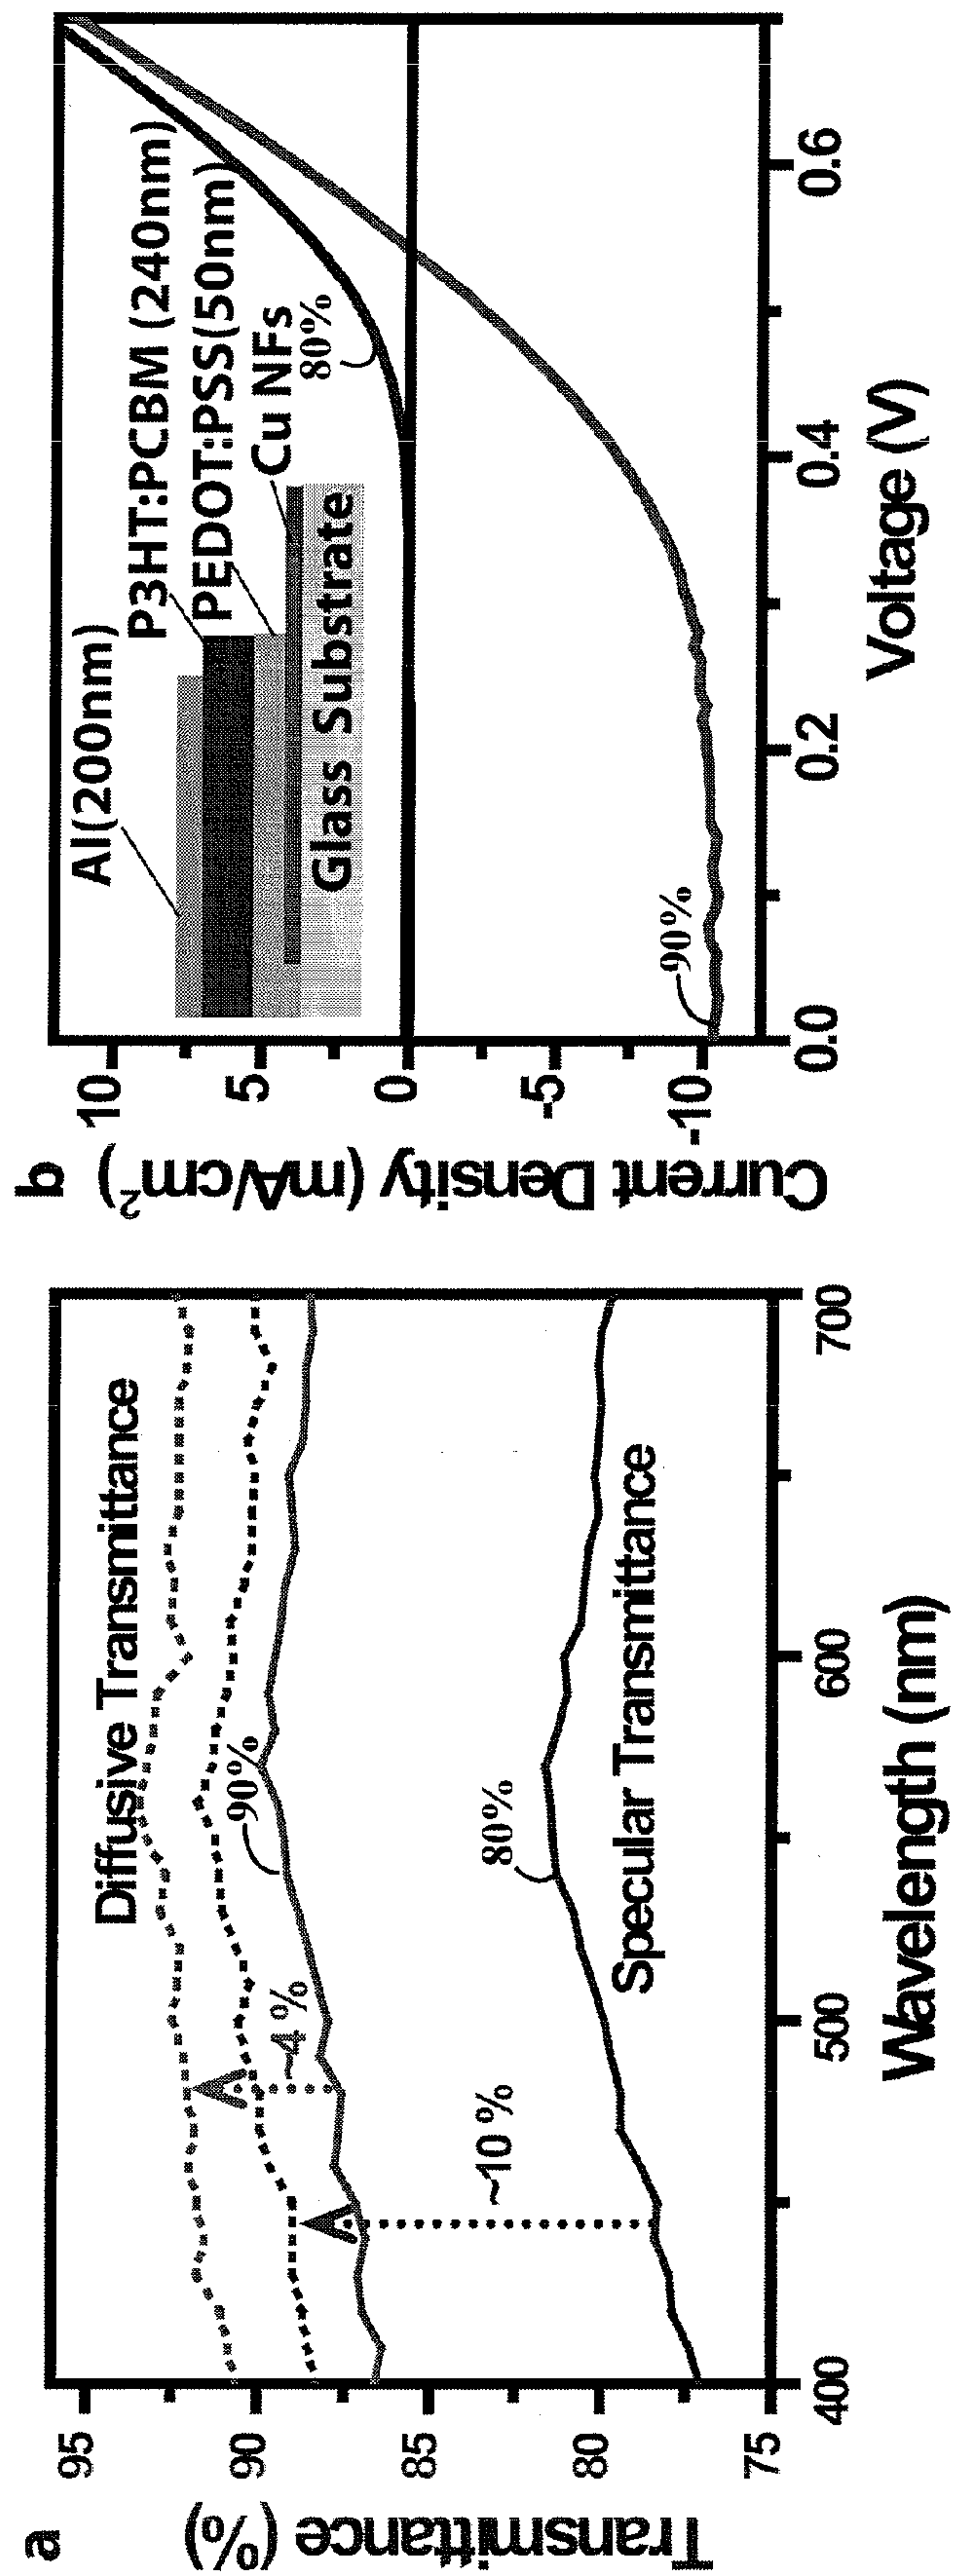 a
Transmittance (%)
95
90
85
80
75
Diffusive Transmittance
90%
~4 %
80%
~10 %
Specular Transmittance
400
500
600
700
Wavelength (nm)
b
Current Density (mA/cm²)
10
5
0
-5
-10
Al(200nm)
P3HT:PCBM (240nm)
PEDOT:PSS(50nm)
Cu NFs
80%
Glass Substrate
90%
0.0
0.2
0.4
0.6
Voltage (V)